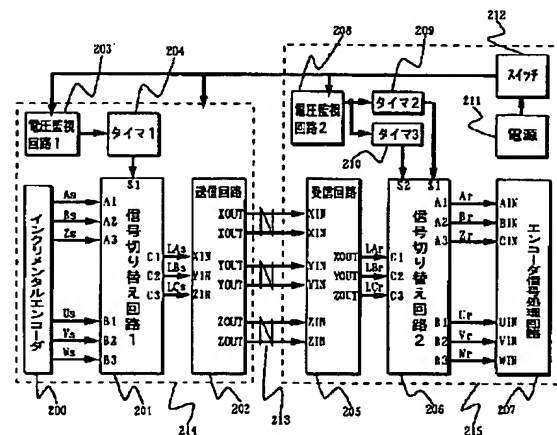 212
203
204
208
209
スイッチ
電圧監視
回路1
タイマ1
電圧監視
回路2
タイマ2
タイマ3
211
電源
210
インクリメンタルエンコーダ
As
Bs
Zs
Us
Vs
Ws
S1
A1
A2
A3
B1
B2
B3
信号切り替え回路1
C1
C2
C3
LAs
LBs
LCs
送信回路
XIN
YIN
ZIN
XOUT
XOUT
YOUT
YOUT
ZOUT
ZOUT
受信回路
XIN
XIN
YIN
YIN
ZIN
ZIN
XOUT
YOUT
ZOUT
LAr
LBr
LCr
S2
S1
C1
C2
C3
信号切り替え回路2
A1
A2
A3
B1
B2
B3
Ar
Br
Zr
Ur
Vr
Wr
AIN
BIN
CIN
UIN
VIN
WIN
エンコーダ信号処理回路
200
201
214
202
213
205
206
215
207